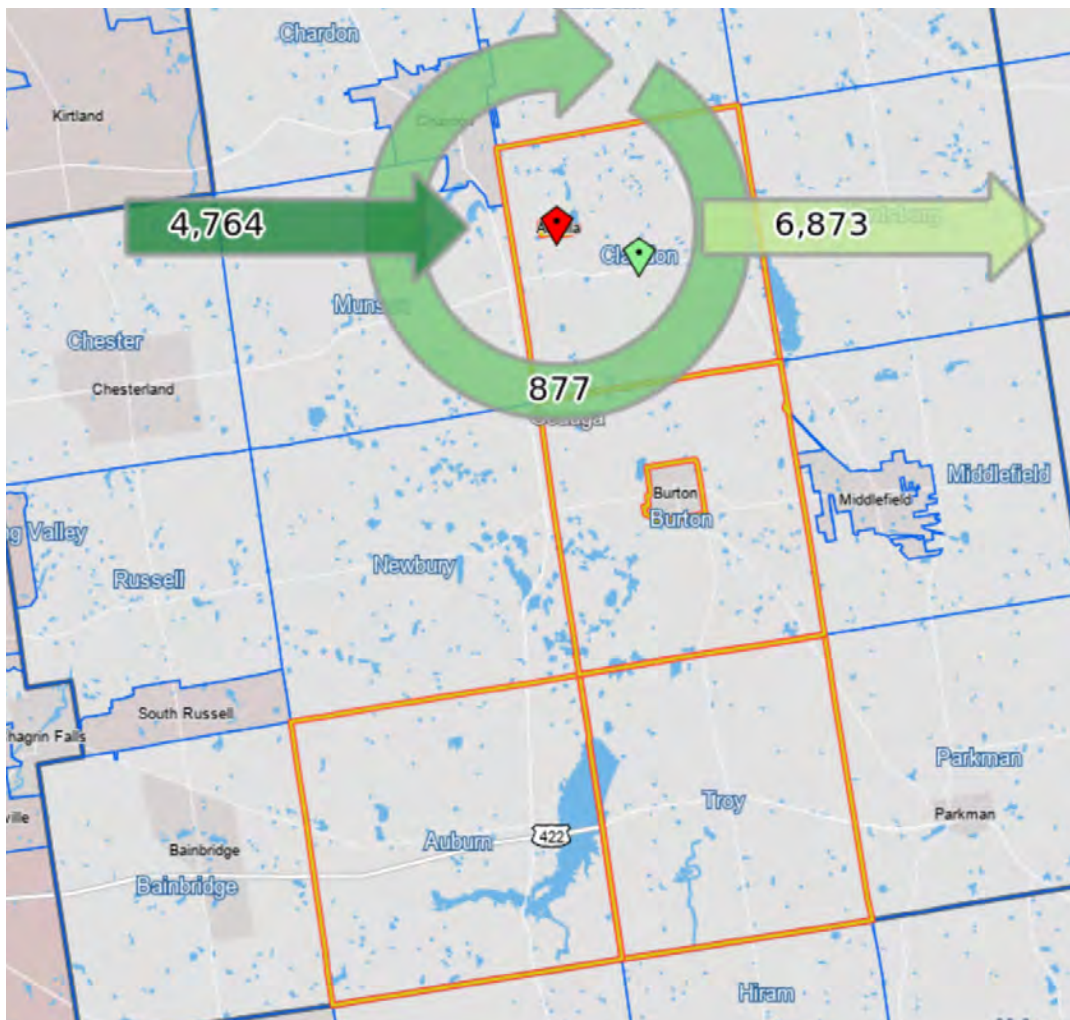 Chardon
Kirtland
4,764
6,873
Munson
Chester
Chesterland
877
Geauga
Burton
Burton
Middlefield
Middlefield
Newbury
Russell
South Russell
Parkman
Parkman
Troy
Auburn
422
Bainbridge
Bainbridge
Hiram